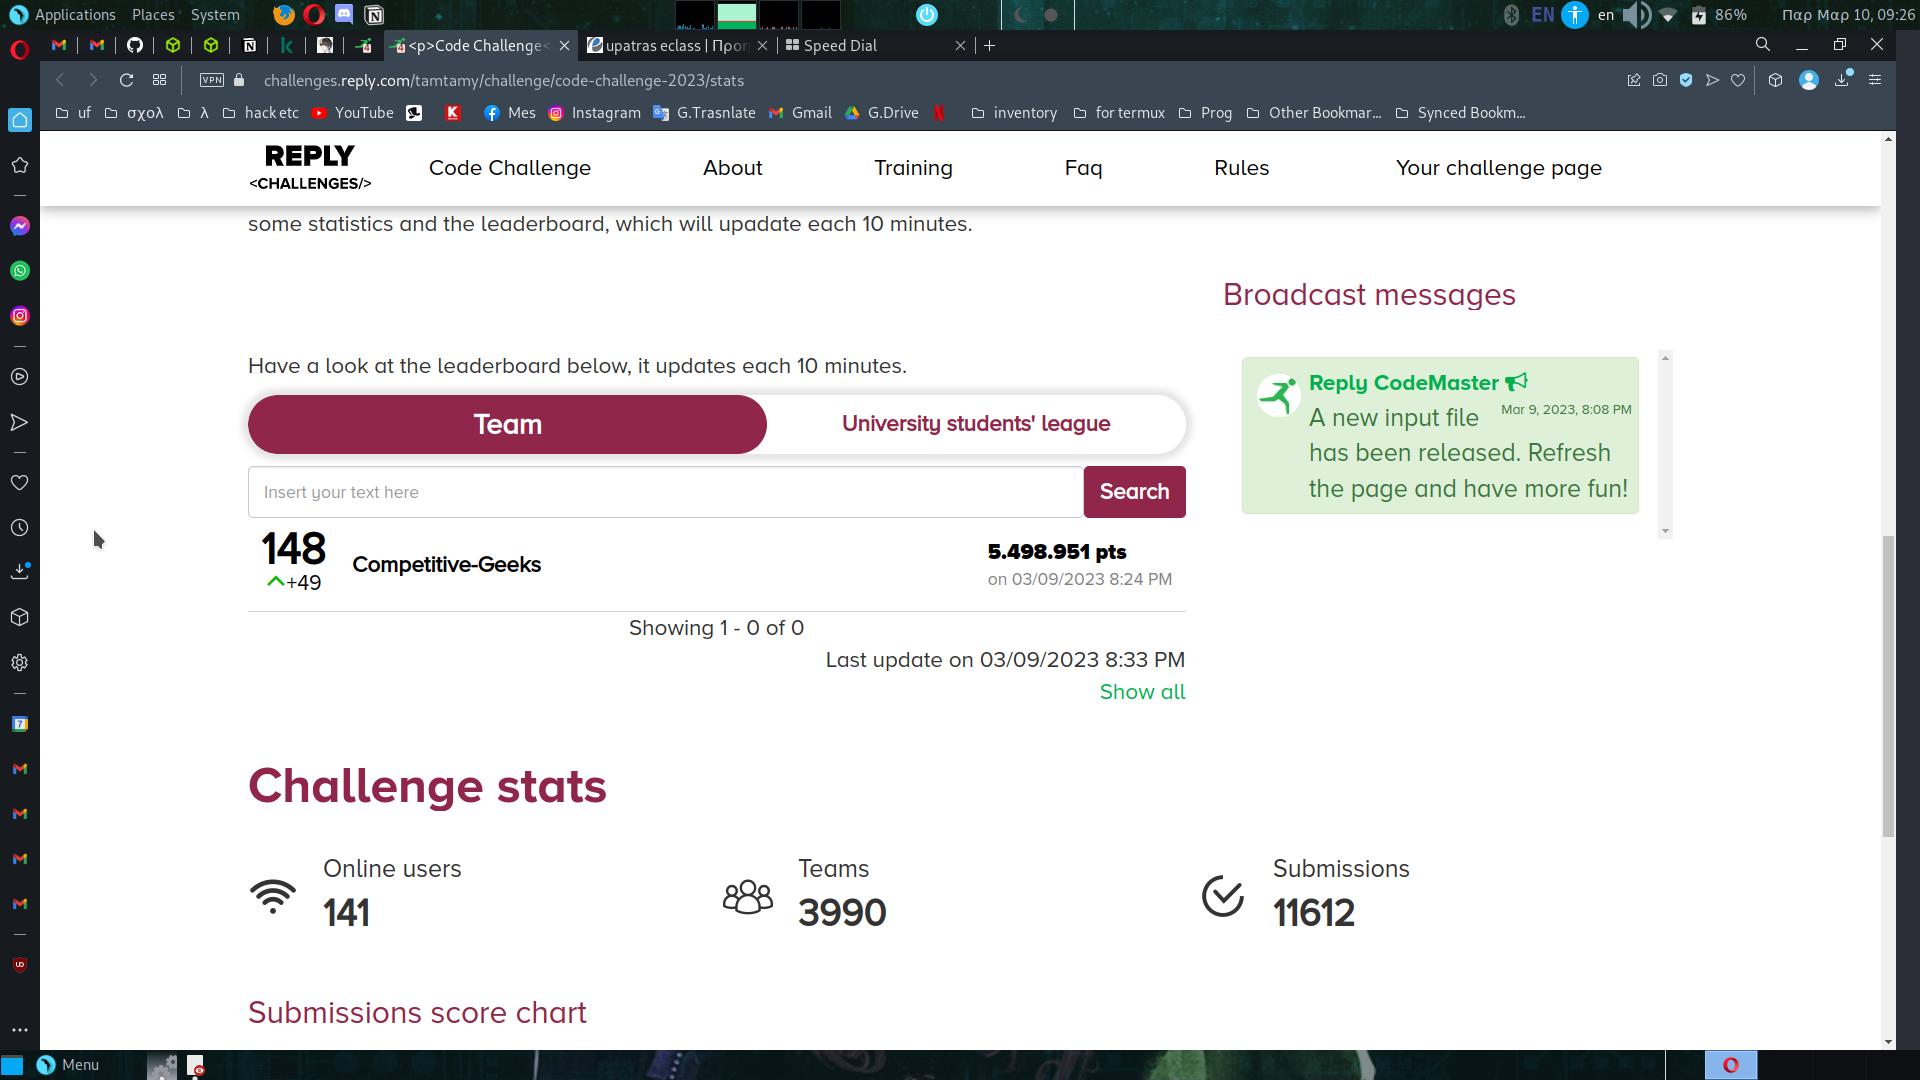 Applications Places System
EN en 86% Παρ Μαρ 10, 09:26
<p>Code Challenge< upatras eclass | Προτ Speed Dial
VPN challenges.reply.com/tamtamy/challenge/code-challenge-2023/stats
uf σχολ λ hack etc YouTube Mes Instagram G.Trasnlate Gmail G.Drive inventory for termux Prog Other Bookmar... Synced Bookm...
REPLY
<CHALLENGES/>
Code Challenge About Training Faq Rules Your challenge page
some statistics and the leaderboard, which will upadate each 10 minutes.
Broadcast messages
Have a look at the leaderboard below, it updates each 10 minutes.
Reply CodeMaster
Mar 9, 2023, 8:08 PM
A new input file
has been released. Refresh
the page and have more fun!
Team University students' league
Insert your text here Search
148 Competitive-Geeks 5.498.951 pts
+49 on 03/09/2023 8:24 PM
Showing 1 - 0 of 0
Last update on 03/09/2023 8:33 PM
Show all
Challenge stats
Online users Teams Submissions
141 3990 11612
Submissions score chart
Menu